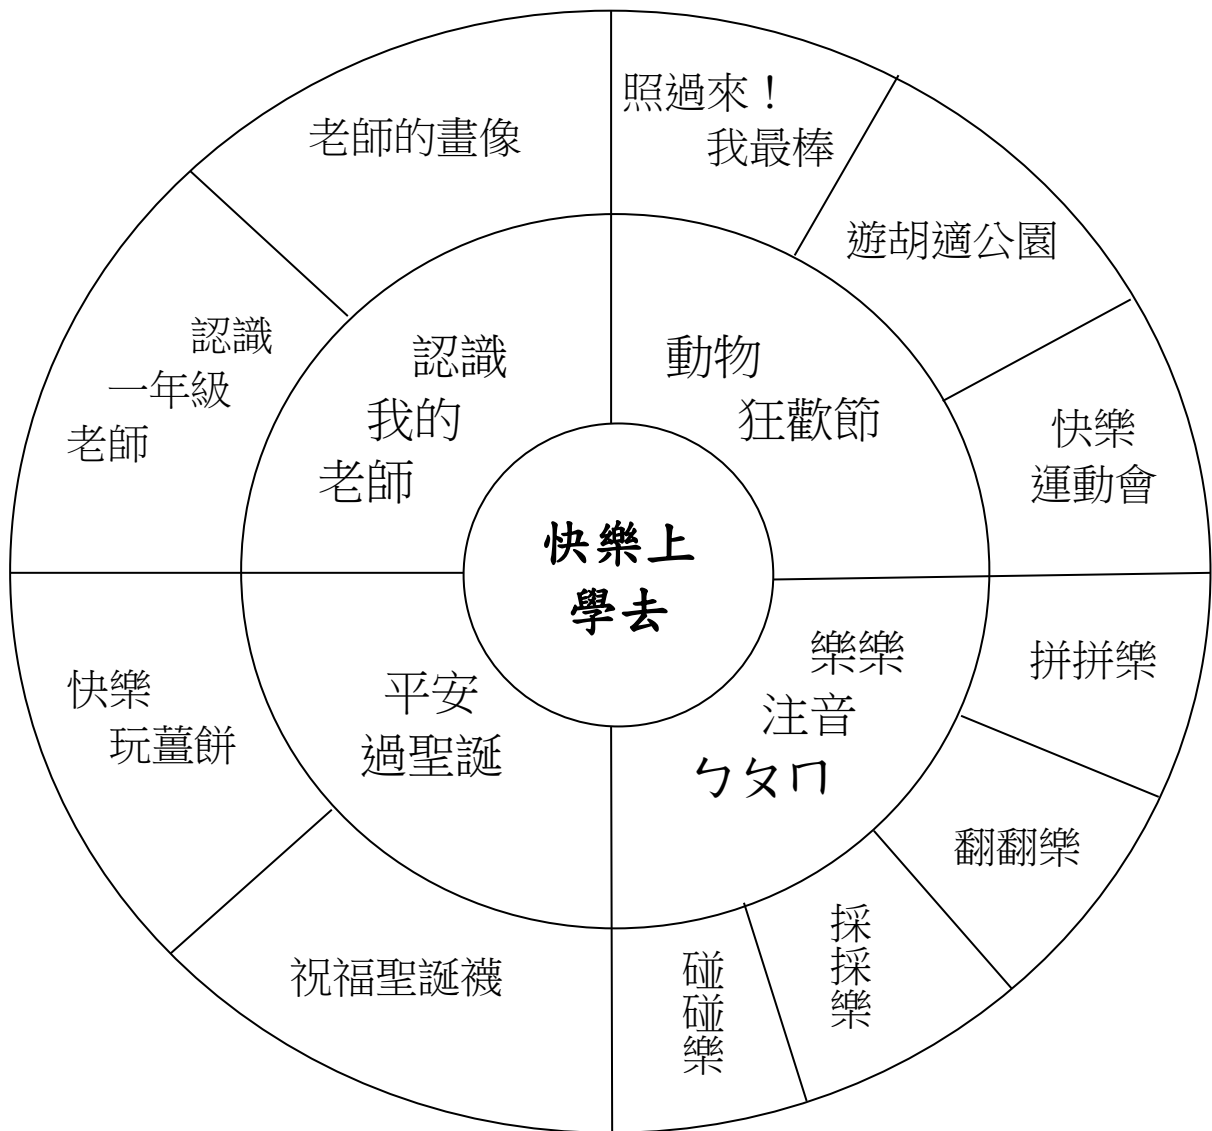 老師的畫像
照過來！
我最棒
遊胡適公園
快樂
運動會
認識
一年級
老師
認識
我的
老師
動物
狂歡節
快樂上
學去
平安
過聖誕
樂樂
注音
ㄅㄆㄇ
拼拼樂
翻翻樂
採採樂
碰碰樂
祝福聖誕襪
快樂
玩薑餅